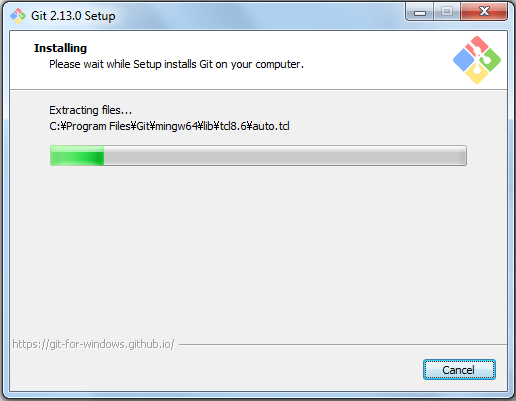 Git 2.13.0 Setup
Installing
Please wait while Setup installs Git on your computer.
Extracting files...
C:¥Program Files¥Git¥mingw64¥lib¥tcl8.6¥auto.tcl
https://git-for-windows.github.io/
Cancel